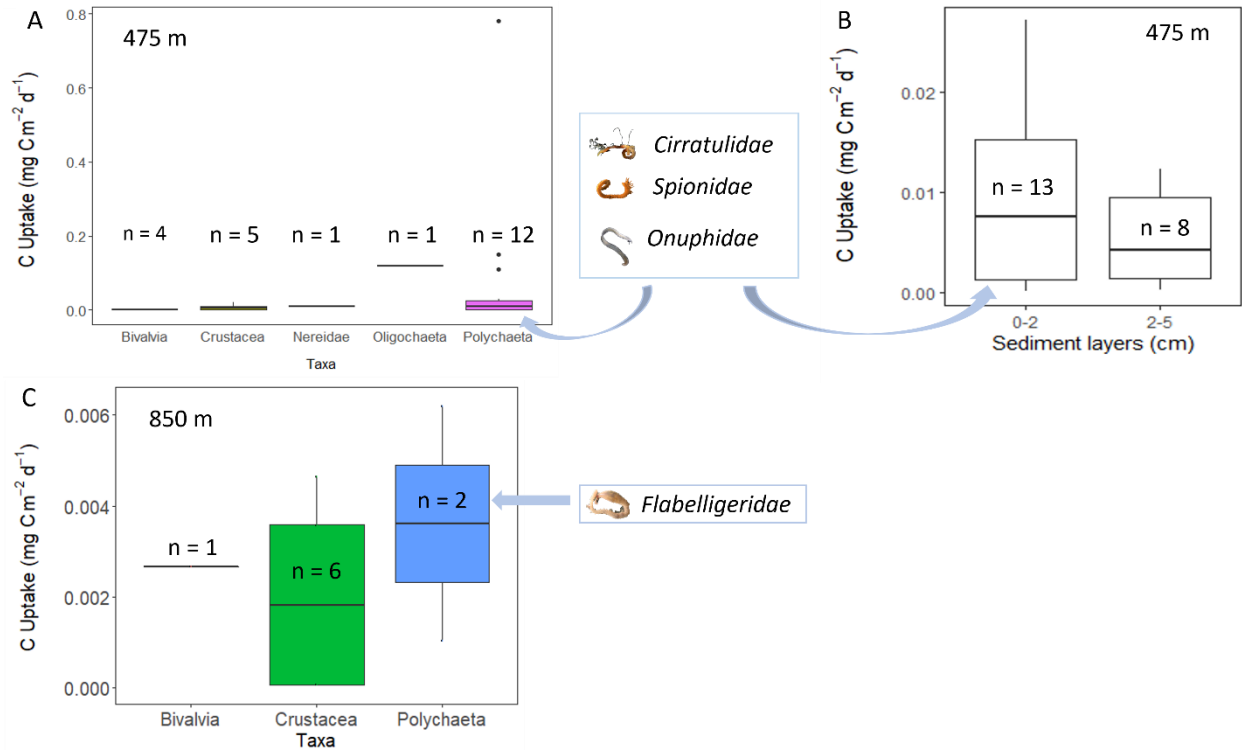 A
475 m
C Uptake (mg Cm⁻² d⁻¹)
0.8
0.6
0.4
0.2
0.0
n = 4
n = 5
n = 1
n = 1
n = 12
Bivalvia
Crustacea
Nereidae
Oligochaeta
Polychaeta
Taxa
Cirratulidae
Spionidae
Onuphidae
B
475 m
C Uptake (mg Cm⁻² d⁻¹)
0.02
0.01
0.00
n = 13
n = 8
0-2
2-5
Sediment layers (cm)
C
850 m
C Uptake (mg Cm⁻² d⁻¹)
0.006
0.004
0.002
0.000
n = 1
n = 6
n = 2
Bivalvia
Crustacea
Polychaeta
Taxa
Flabelligeridae